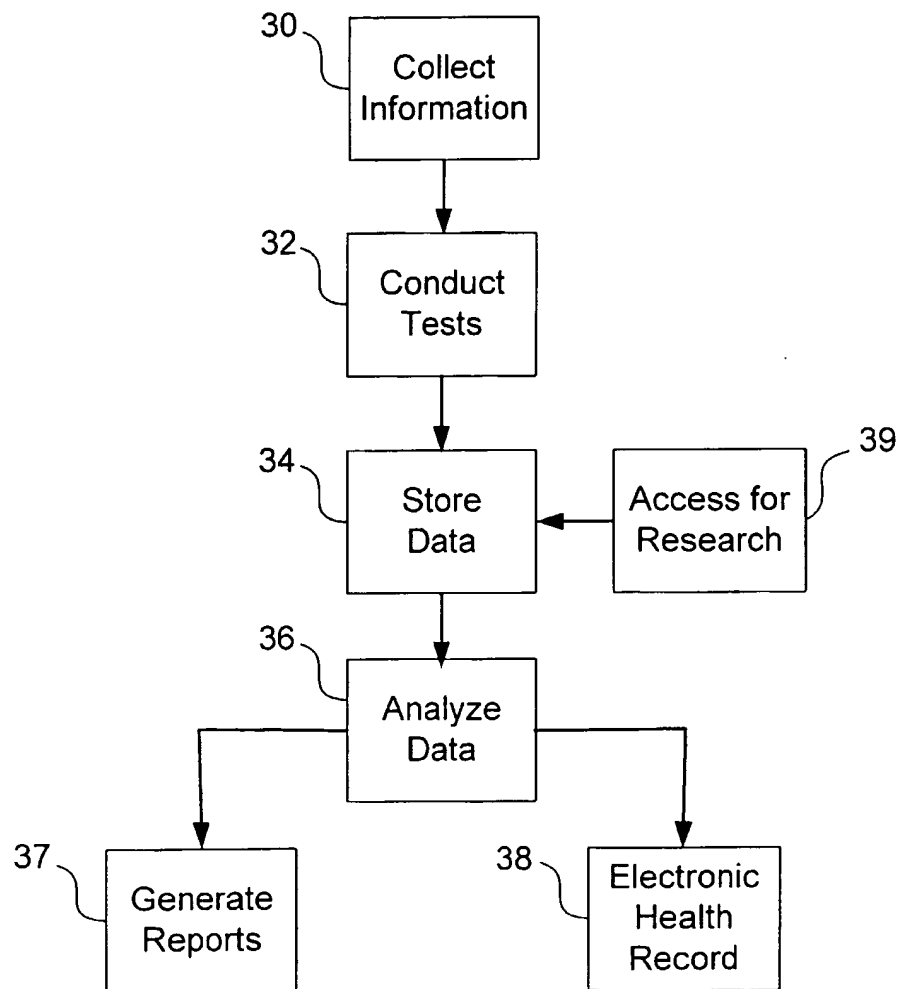 30
Collect
Information
32
Conduct
Tests
34
Store
Data
39
Access for
Research
36
Analyze
Data
37
Generate
Reports
38
Electronic
Health
Record